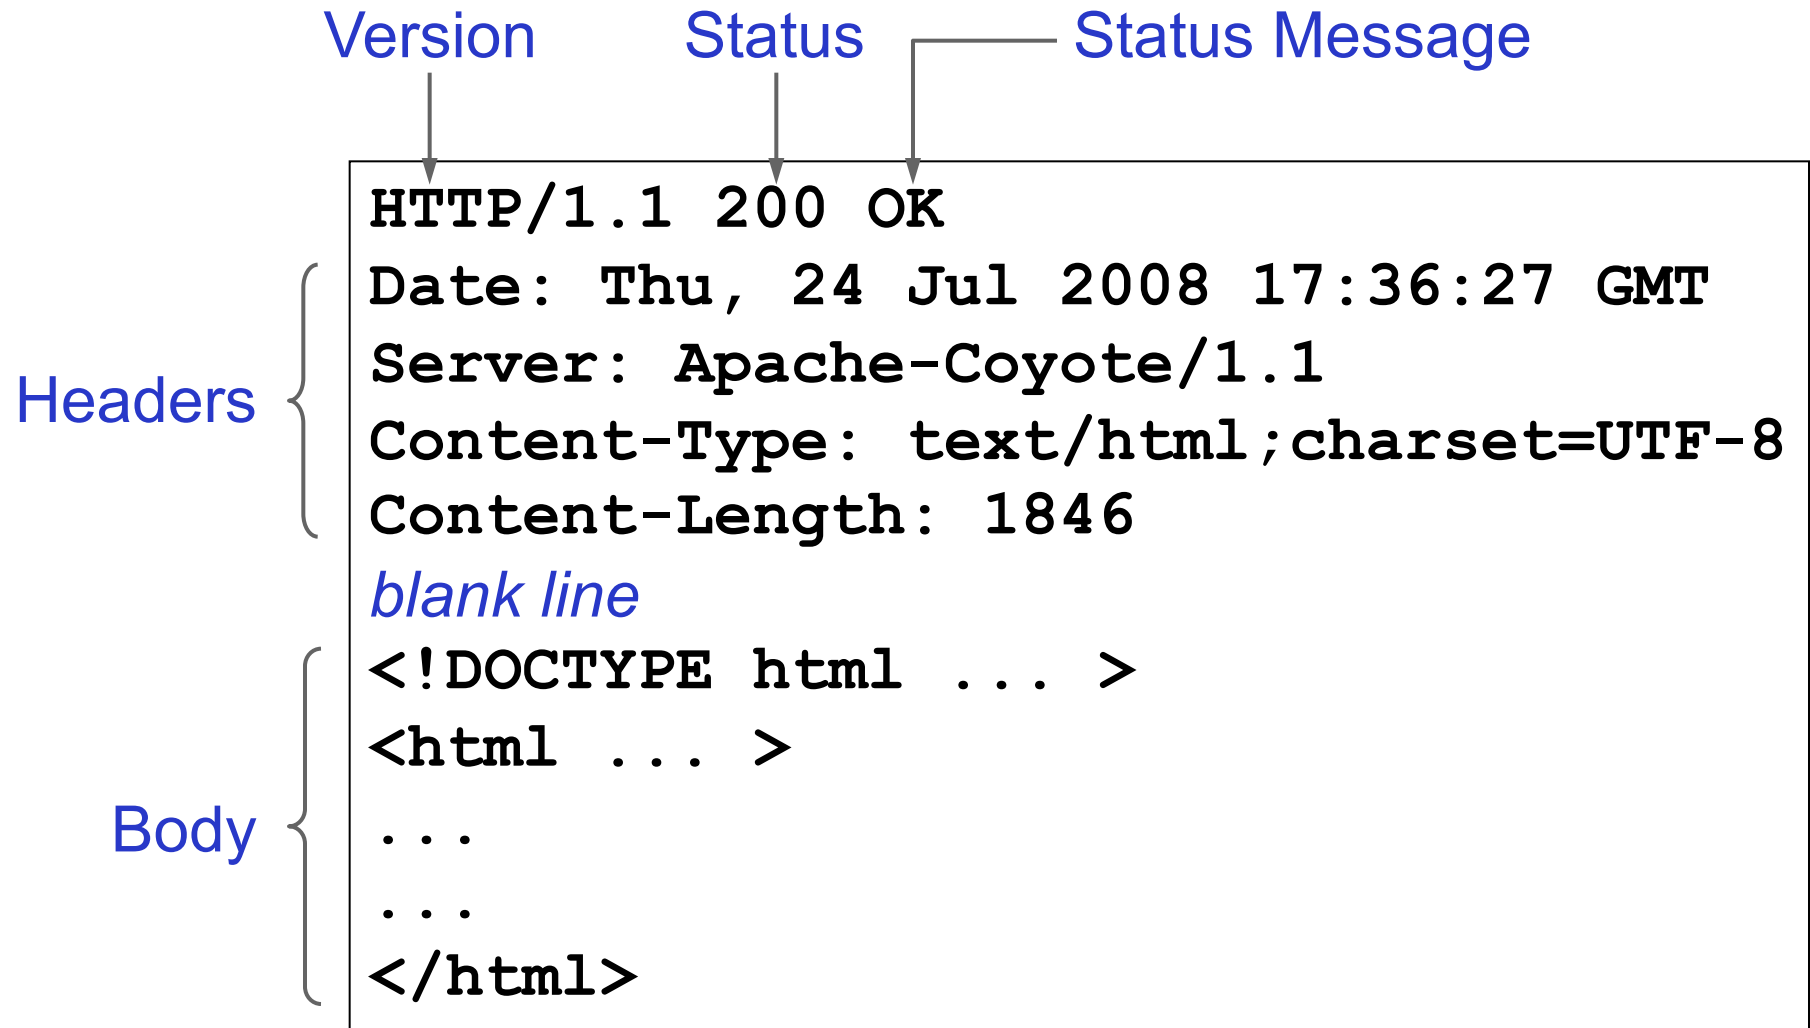 Version Status Status Message
HTTP/1.1 200 OK
Date: Thu, 24 Jul 2008 17:36:27 GMT
Server: Apache-Coyote/1.1
Headers
Content-Type: text/html;charset=UTF-8
Content-Length: 1846
blank line
<!DOCTYPE html ... >
<html ... >
Body
...
...
</html>